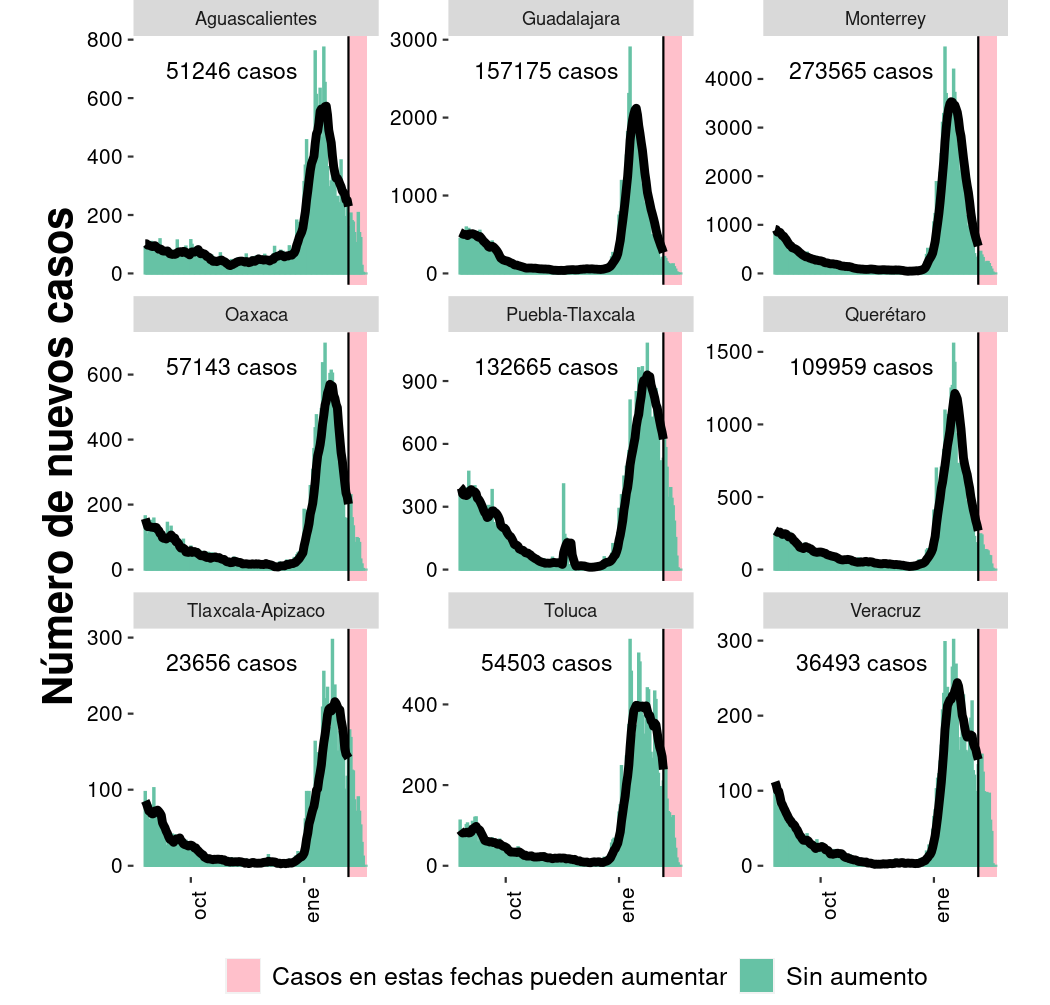 Aguascalientes Guadalajara Monterrey
51246 casos 157175 casos 273565 casos
800 600 400 200 0
3000 2000 1000 0
4000 3000 2000 1000 0
Oaxaca Puebla-Tlaxcala Querétaro
57143 casos 132665 casos 109959 casos
600 400 200 0
900 600 300 0
1500 1000 500 0
Tlaxcala-Apizaco Toluca Veracruz
23656 casos 54503 casos 36493 casos
300 200 100 0
400 200 0
300 200 100 0
oct ene oct ene oct ene
Número de nuevos casos
Casos en estas fechas pueden aumentar Sin aumento